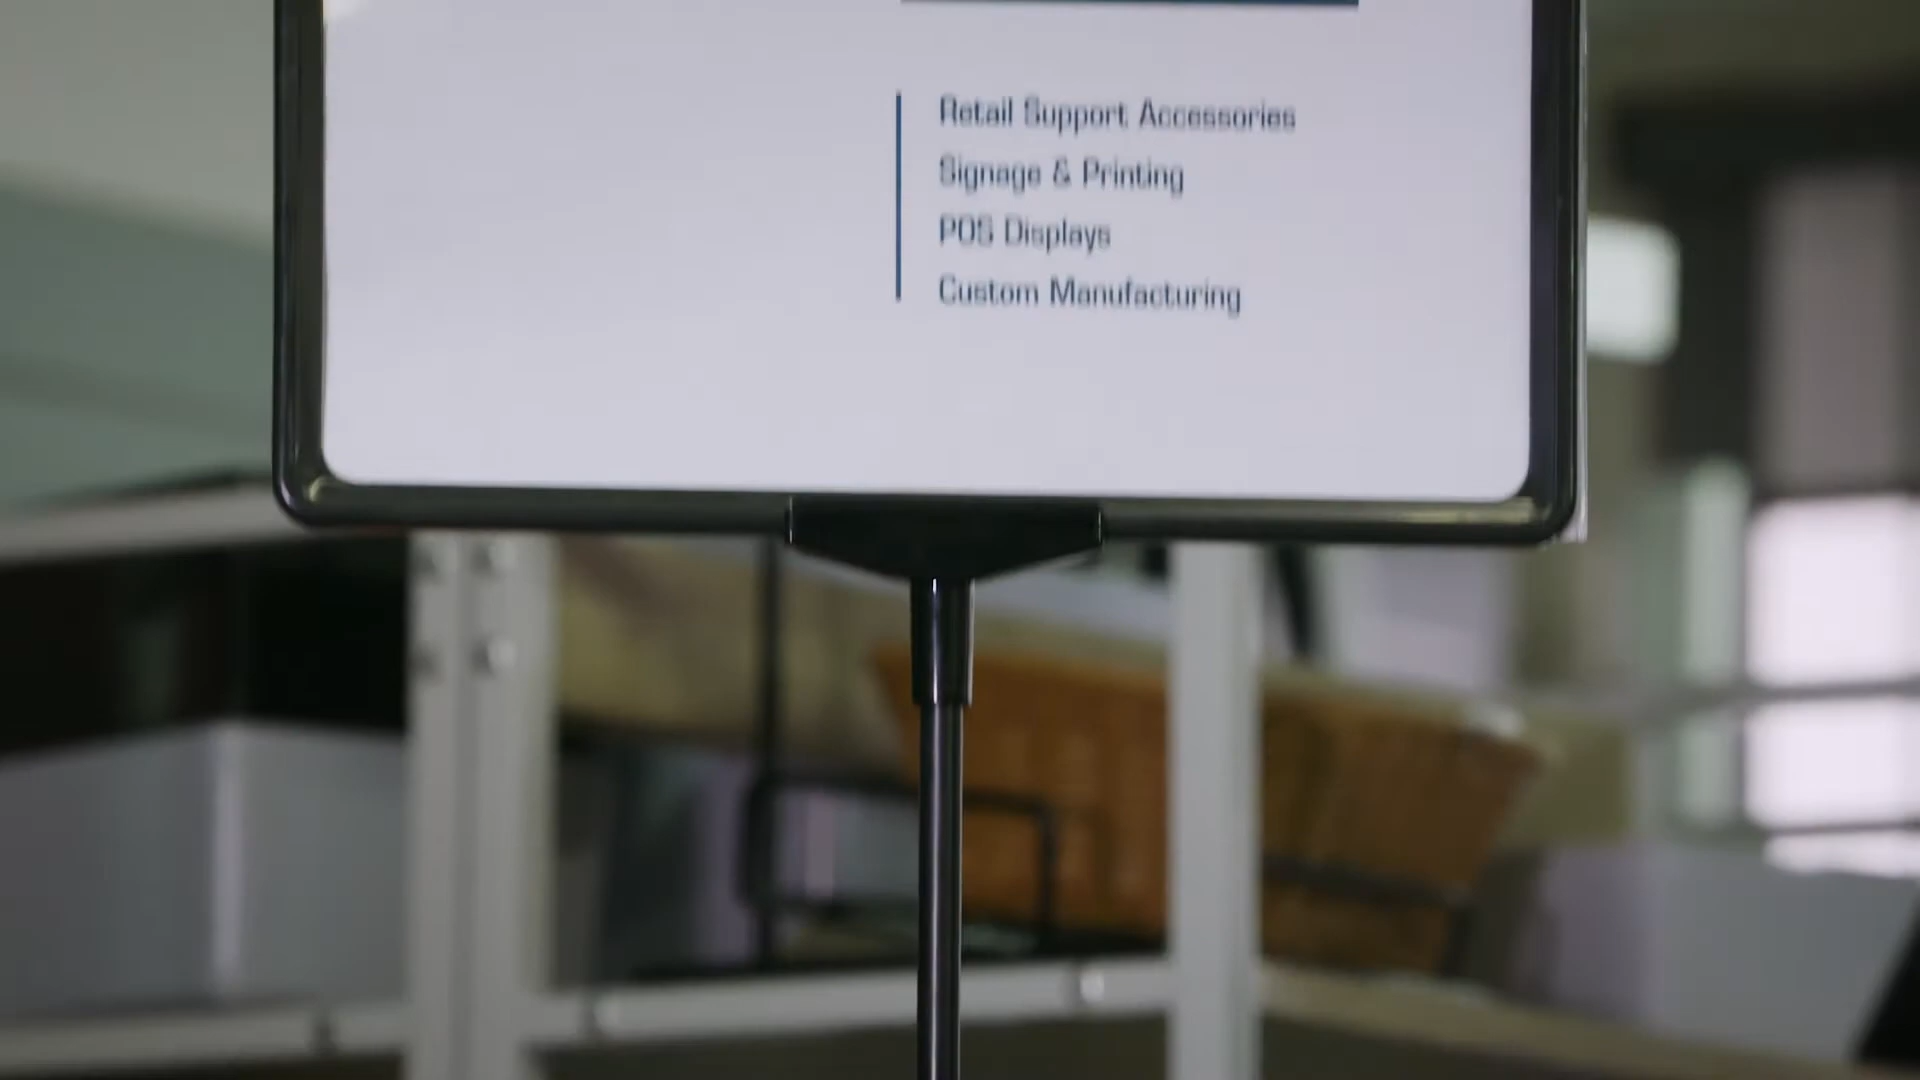 Retail Support Accessories
Signage & Printing
POS Displays
Custom Manufacturing